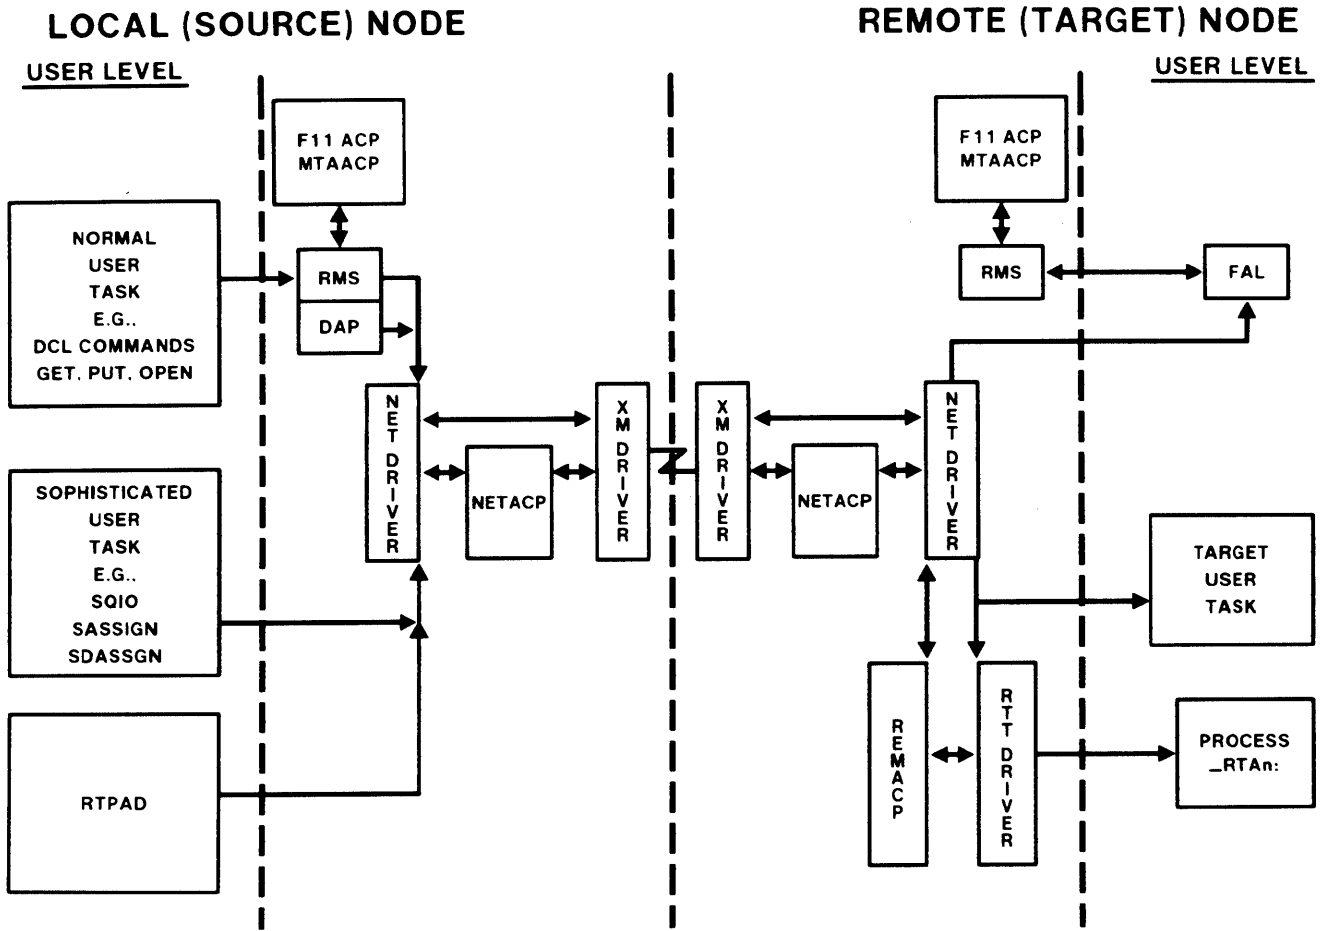 LOCAL (SOURCE) NODE
REMOTE (TARGET) NODE
USER LEVEL
USER LEVEL
F11 ACP
MTAACP
F11 ACP
MTAACP
NORMAL
USER
TASK
E.G..
DCL COMMANDS
GET. PUT. OPEN
RMS
DAP
RMS
FAL
NET DRIVER
NETACP
XM DRIVER
XM DRIVER
NETACP
NET DRIVER
SOPHISTICATED
USER
TASK
E.G..
SQIO
SASSIGN
SDASSGN
TARGET
USER
TASK
RTPAD
REMACP
RTT DRIVER
PROCESS
_RTAn: